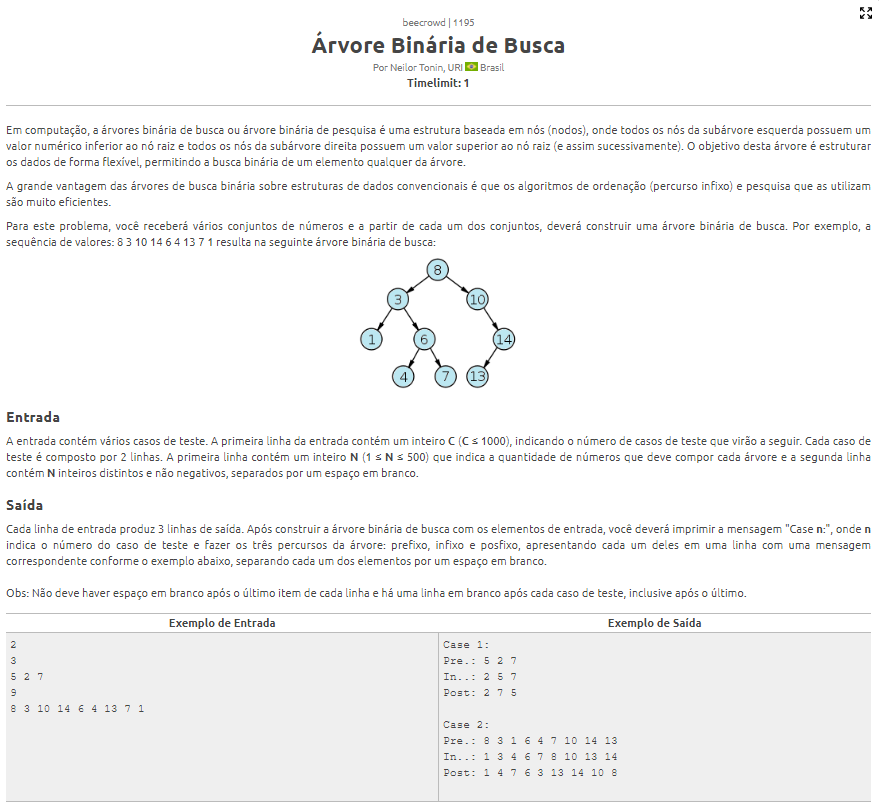 beecrowd | 1195
Árvore Binária de Busca
Por Neilor Tonin, URI Brasil
Timelimit: 1
Em computação, a árvores binária de busca ou árvore binária de pesquisa é uma estrutura baseada em nós (nodos), onde todos os nós da subárvore esquerda possuem um
valor numérico inferior ao nó raiz e todos os nós da subárvore direita possuem um valor superior ao nó raiz (e assim sucessivamente). O objetivo desta árvore é estruturar
os dados de forma flexível, permitindo a busca binária de um elemento qualquer da árvore.
A grande vantagem das árvores de busca binária sobre estruturas de dados convencionais é que os algoritmos de ordenação (percurso infixo) e pesquisa que as utilizam
são muito eficientes.
Para este problema, você receberá vários conjuntos de números e a partir de cada um dos conjuntos, deverá construir uma árvore binária de busca. Por exemplo, a
sequência de valores: 8 3 10 14 6 4 13 7 1 resulta na seguinte árvore binária de busca:
8
3 10
1 6 14
4 7 13
Entrada
A entrada contém vários casos de teste. A primeira linha da entrada contém um inteiro C (C ≤ 1000), indicando o número de casos de teste que virão a seguir. Cada caso de
teste é composto por 2 linhas. A primeira linha contém um inteiro N (1 ≤ N ≤ 500) que indica a quantidade de números que deve compor cada árvore e a segunda linha
contém N inteiros distintos e não negativos, separados por um espaço em branco.
Saída
Cada linha de entrada produz 3 linhas de saída. Após construir a árvore binária de busca com os elementos de entrada, você deverá imprimir a mensagem "Case n:", onde n
indica o número do caso de teste e fazer os três percursos da árvore: prefixo, infixo e posfixo, apresentando cada um deles em uma linha com uma mensagem
correspondente conforme o exemplo abaixo, separando cada um dos elementos por um espaço em branco.
Obs: Não deve haver espaço em branco após o último item de cada linha e há uma linha em branco após cada caso de teste, inclusive após o último.
Exemplo de Entrada
2
3
5 2 7
9
8 3 10 14 6 4 13 7 1
Exemplo de Saída
Case 1:
Pre.: 5 2 7
In..: 2 5 7
Post: 2 7 5
Case 2:
Pre.: 8 3 1 6 4 7 10 14 13
In..: 1 3 4 6 7 8 10 13 14
Post: 1 4 7 6 3 13 14 10 8